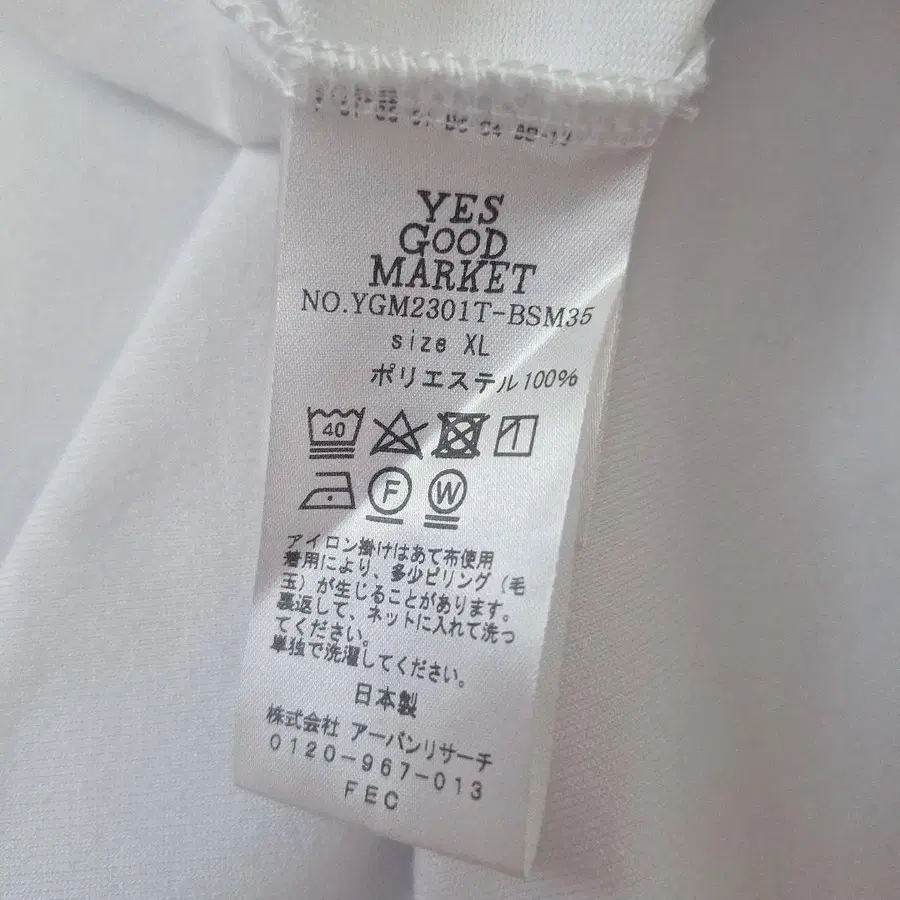 YES
GOOD
MARKET
NO.YGM2301T-BSM35
size XL
ポリエステル100%
40
F W
アイロン掛けはあて布使用
着用により、多少ピリング（毛
玉）が生じることがあります。
裏返して、ネットに入れて洗っ
てください。
単独で洗濯してください。
日本製
株式会社 アーバンリサーチ
0120-967-013
FEC